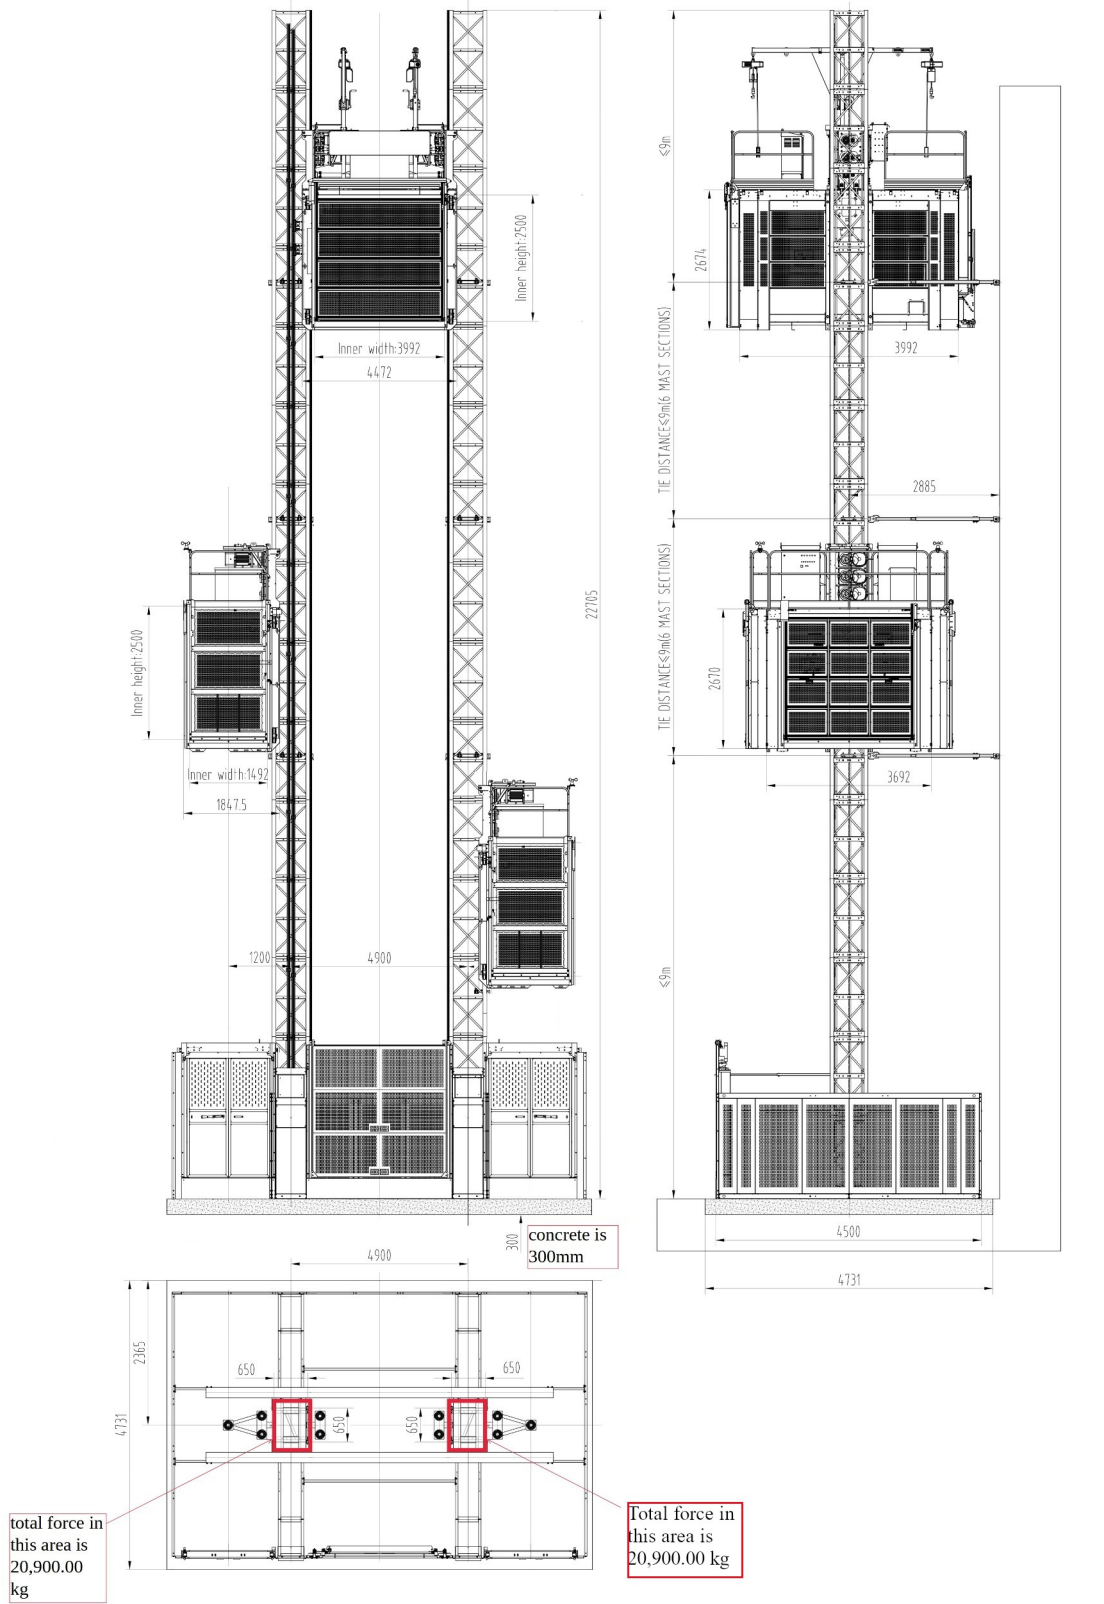 ≤9m
Inner height:2500
2674
Inner width:3992
4472
3992
TIE DISTANCE≤9m(6 MAST SECTIONS)
2885
22705
TIE DISTANCE≤9m(6 MAST SECTIONS)
Inner height:2500
2670
Inner width:1492
1847.5
3692
1200
4900
≤9m
300
concrete is
300mm
4500
4731
4900
2365
4731
650
650
650
650
total force in
this area is
20,900.00
kg
Total force in
this area is
20,900.00 kg